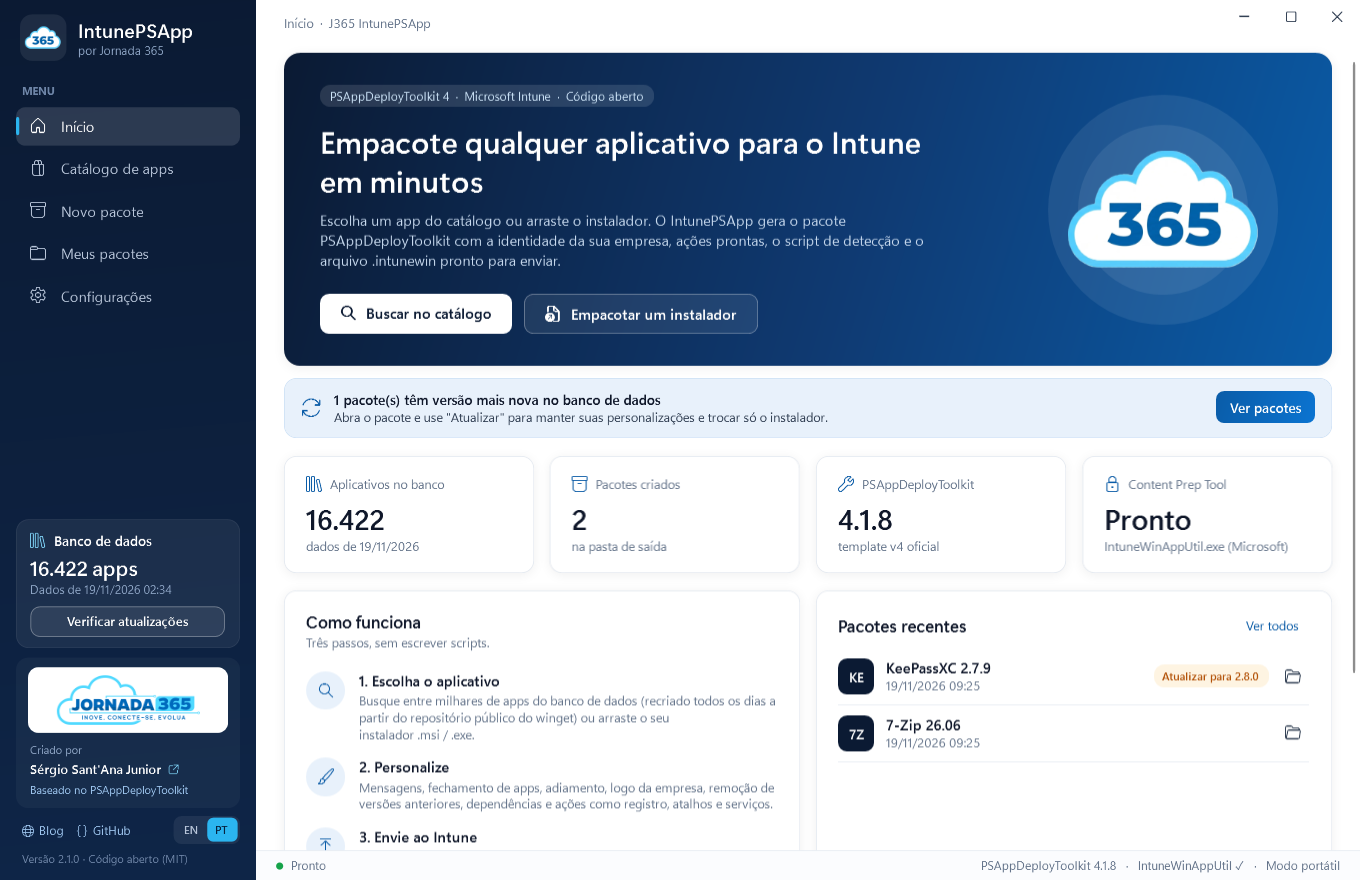 365
IntunePSApp
por Jornada 365
MENU
Início
Catálogo de apps
Novo pacote
Meus pacotes
Configurações
Banco de dados
16.422 apps
Dados de 19/11/2026 02:34
Verificar atualizações
JORNADA 365
INOVE. CONECTE-SE. EVOLUA
Criado por
Sérgio Sant'Ana Junior
Baseado no PSAppDeployToolkit
Blog {} GitHub
EN PT
Versão 2.1.0 · Código aberto (MIT)
Início · J365 IntunePSApp
PSAppDeployToolkit 4 · Microsoft Intune · Código aberto
Empacote qualquer aplicativo para o Intune
em minutos
Escolha um app do catálogo ou arraste o instalador. O IntunePSApp gera o pacote
PSAppDeployToolkit com a identidade da sua empresa, ações prontas, o script de detecção e o
arquivo .intunewin pronto para enviar.
Buscar no catálogo
Empacotar um instalador
365
1 pacote(s) têm versão mais nova no banco de dados
Abra o pacote e use "Atualizar" para manter suas personalizações e trocar só o instalador.
Ver pacotes
Aplicativos no banco
16.422
dados de 19/11/2026
Pacotes criados
2
na pasta de saída
PSAppDeployToolkit
4.1.8
template v4 oficial
Content Prep Tool
Pronto
IntuneWinAppUtil.exe (Microsoft)
Como funciona
Três passos, sem escrever scripts.
1. Escolha o aplicativo
Busque entre milhares de apps do banco de dados (recriado todos os dias a
partir do repositório público do winget) ou arraste o seu
instalador .msi / .exe.
2. Personalize
Mensagens, fechamento de apps, adiamento, logo da empresa, remoção de
versões anteriores, dependências e ações como registro, atalhos e serviços.
3. Envie ao Intune
Pacotes recentes
Ver todos
KE
KeePassXC 2.7.9
19/11/2026 09:25
Atualizar para 2.8.0
7Z
7-Zip 26.06
19/11/2026 09:25
Pronto
PSAppDeployToolkit 4.1.8 · IntuneWinAppUtil ✓ · Modo portátil